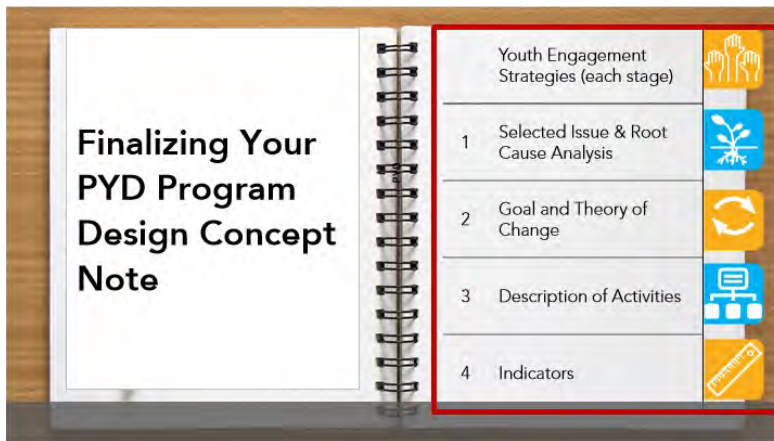 Finalizing Your
PYD Program
Design Concept
Note
Youth Engagement
Strategies (each stage)
1 Selected Issue & Root
Cause Analysis
2 Goal and Theory of
Change
3 Description of Activities
4 Indicators